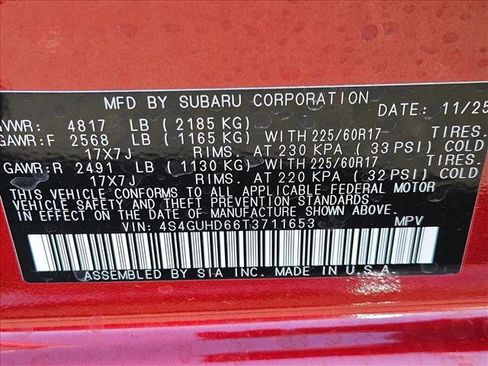 MFD BY SUBARU CORPORATION DATE: 11/25
GVWR: 4817 LB (2185 KG)
GAWR:F 2568 LB (1165 KG) WITH 225/60R17 TIRES.
17X7J RIMS. AT 230 KPA (33 PSI) COLD
GAWR:R 2491 LB (1130 KG) WITH 225/60R17 TIRES.
17X7J RIMS. AT 220 KPA (32 PSI) COLD
THIS VEHICLE CONFORMS TO ALL APPLICABLE FEDERAL MOTOR
VEHICLE SAFETY AND THEFT PREVENTION STANDARDS
IN EFFECT ON THE DATE OF MANUFACTURE SHOWN ABOVE.
VIN: 4S4GUHD66T3711653 MPV
ASSEMBLED BY SIA INC. MADE IN U.S.A.